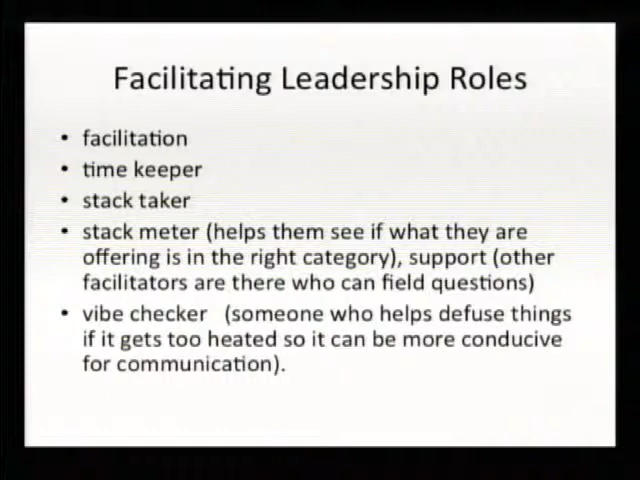 Facilitating Leadership Roles
• facilitation
• time keeper
• stack taker
• stack meter (helps them see if what they are
offering is in the right category), support (other
facilitators are there who can field questions)
• vibe checker (someone who helps defuse things
if it gets too heated so it can be more conducive
for communication).